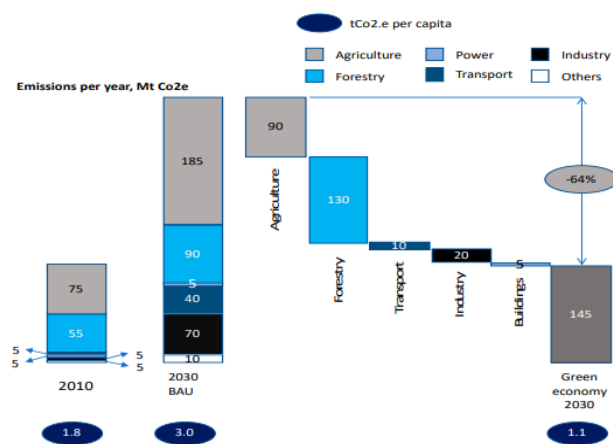 tCo2.e per capita
Agriculture
Power
Industry
Forestry
Transport
Others
Emissions per year, Mt Co2e
90
185
Agriculture
-64%
130
Forestry
90
10
Transport
5
20
Industry
5
Buildings
75
40
145
55
70
5
5
5
5
10
2010
2030
BAU
Green
economy
2030
1.8
3.0
1.1